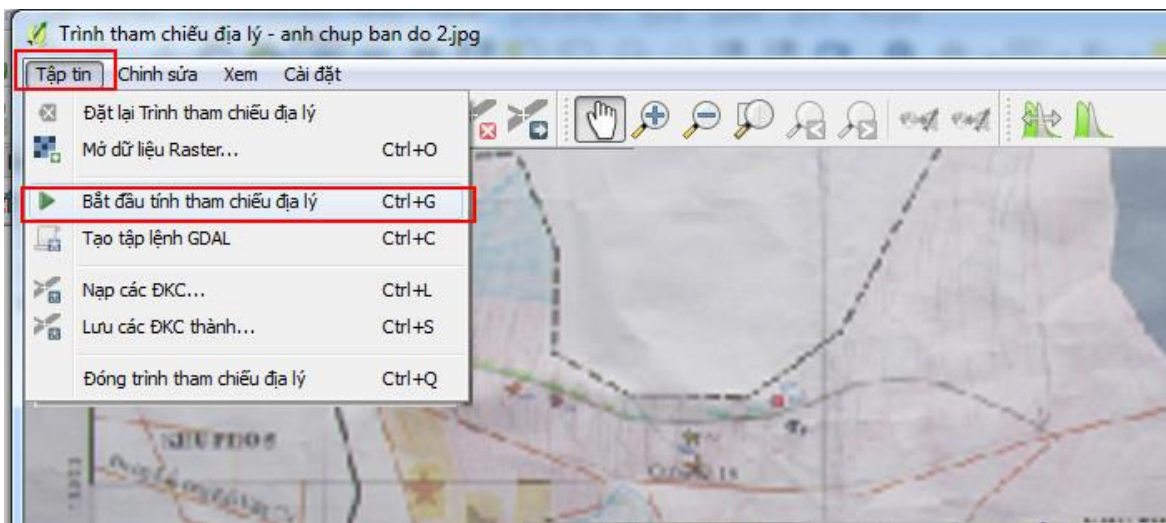 Trình tham chiếu địa lý - anh chup ban do 2.jpg
Tập tin Chỉnh sửa Xem Cài đặt
Đặt lại Trình tham chiếu địa lý
Mở dữ liệu Raster... Ctrl+O
Bắt đầu tính tham chiếu địa lý Ctrl+G
Tạo tập lệnh GDAL Ctrl+C
Nạp các ĐKC... Ctrl+L
Lưu các ĐKC thành... Ctrl+S
Đóng trình tham chiếu địa lý Ctrl+Q